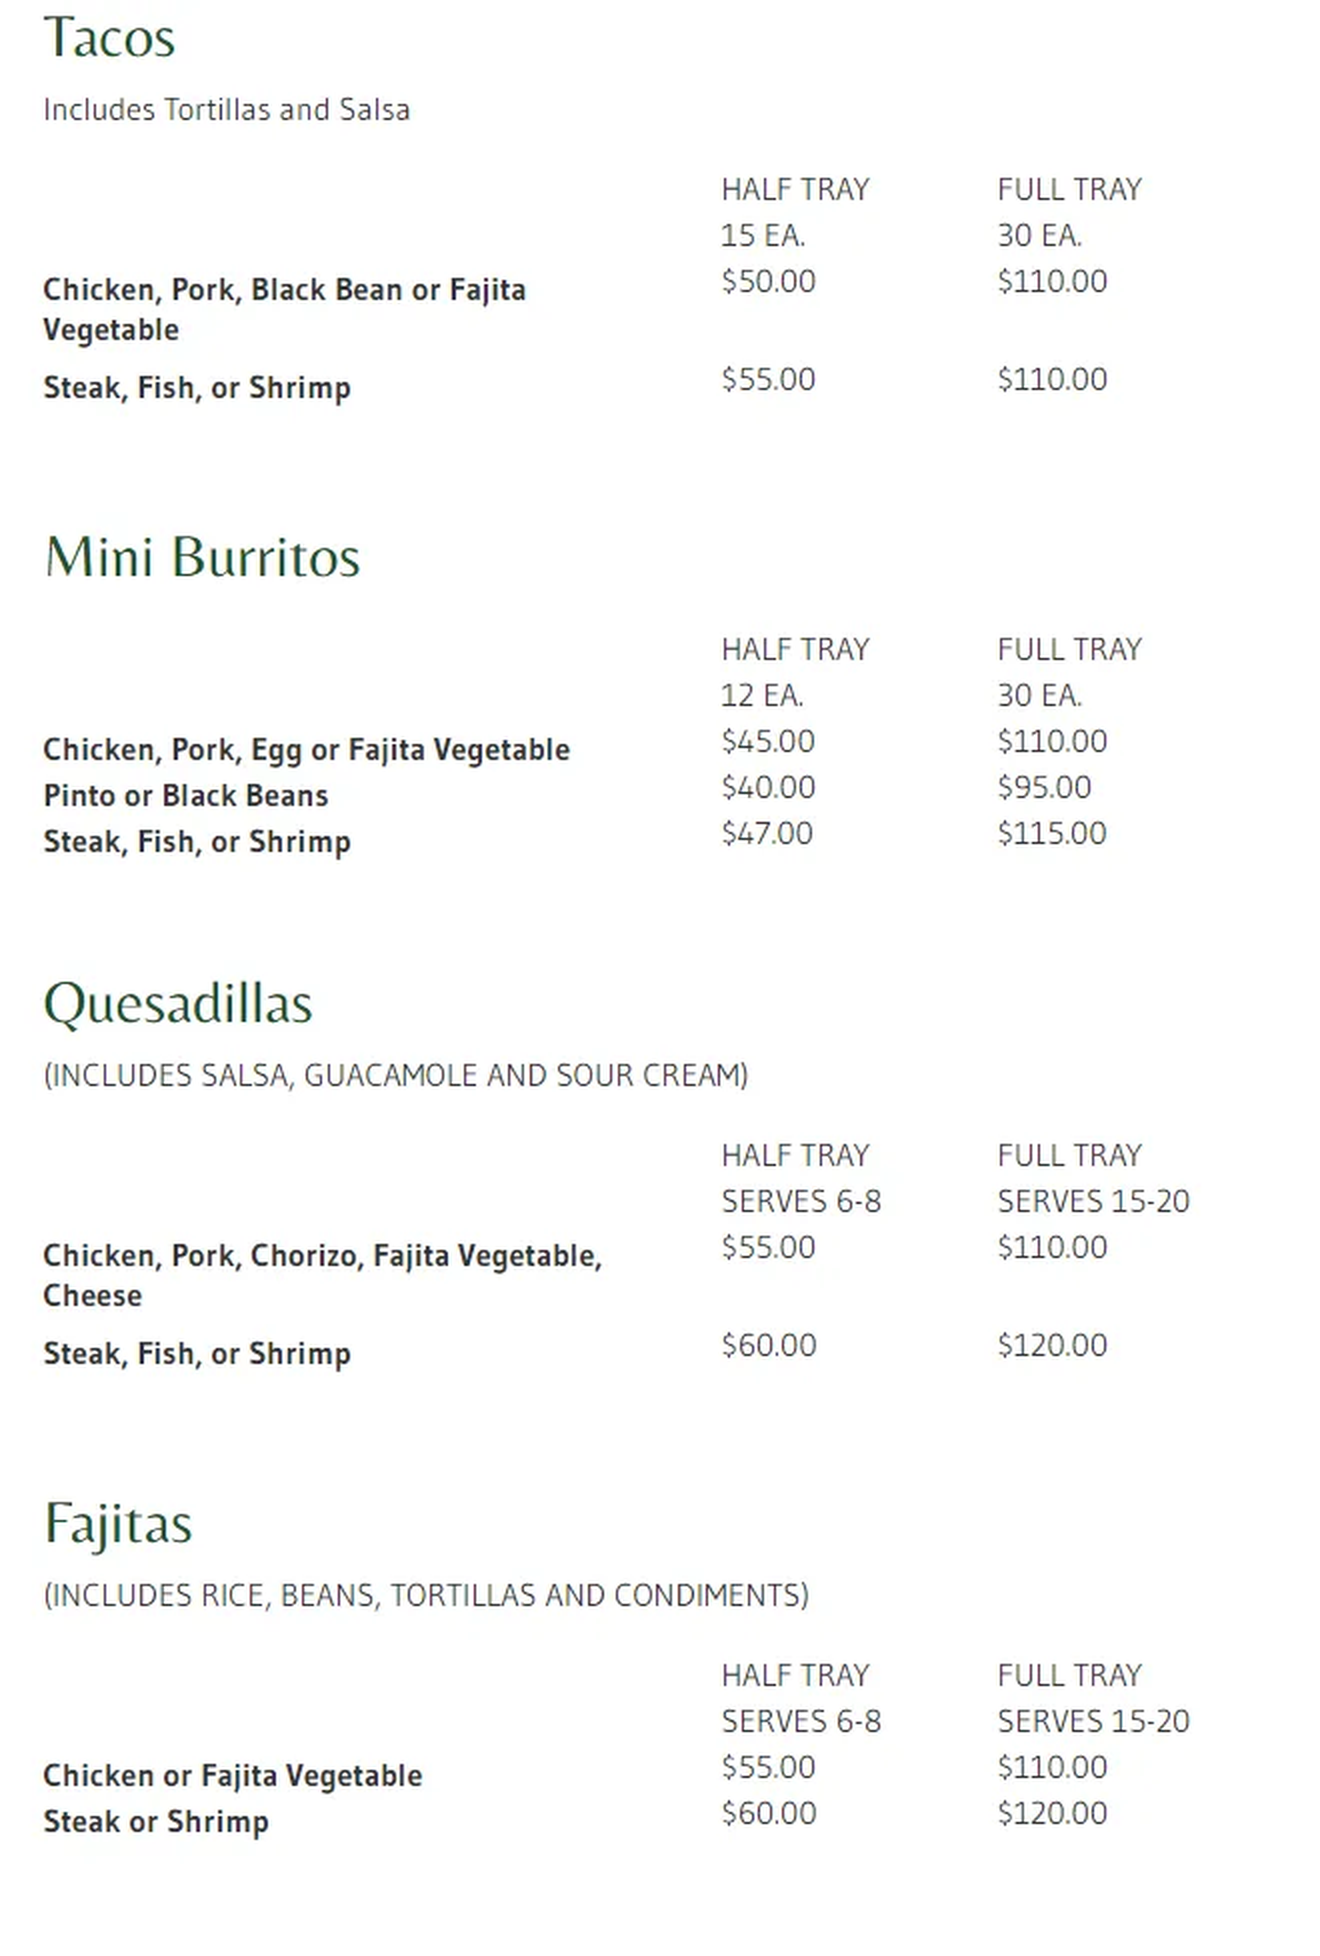 Tacos
Includes Tortillas and Salsa
HALF TRAY FULL TRAY
15 EA. 30 EA.
Chicken, Pork, Black Bean or Fajita $50.00 $110.00
Vegetable
Steak, Fish, or Shrimp $55.00 $110.00
Mini Burritos
HALF TRAY FULL TRAY
12 EA. 30 EA.
Chicken, Pork, Egg or Fajita Vegetable $45.00 $110.00
Pinto or Black Beans $40.00 $95.00
Steak, Fish, or Shrimp $47.00 $115.00
Quesadillas
(INCLUDES SALSA, GUACAMOLE AND SOUR CREAM)
HALF TRAY FULL TRAY
SERVES 6-8 SERVES 15-20
Chicken, Pork, Chorizo, Fajita Vegetable, $55.00 $110.00
Cheese
Steak, Fish, or Shrimp $60.00 $120.00
Fajitas
(INCLUDES RICE, BEANS, TORTILLAS AND CONDIMENTS)
HALF TRAY FULL TRAY
SERVES 6-8 SERVES 15-20
Chicken or Fajita Vegetable $55.00 $110.00
Steak or Shrimp $60.00 $120.00